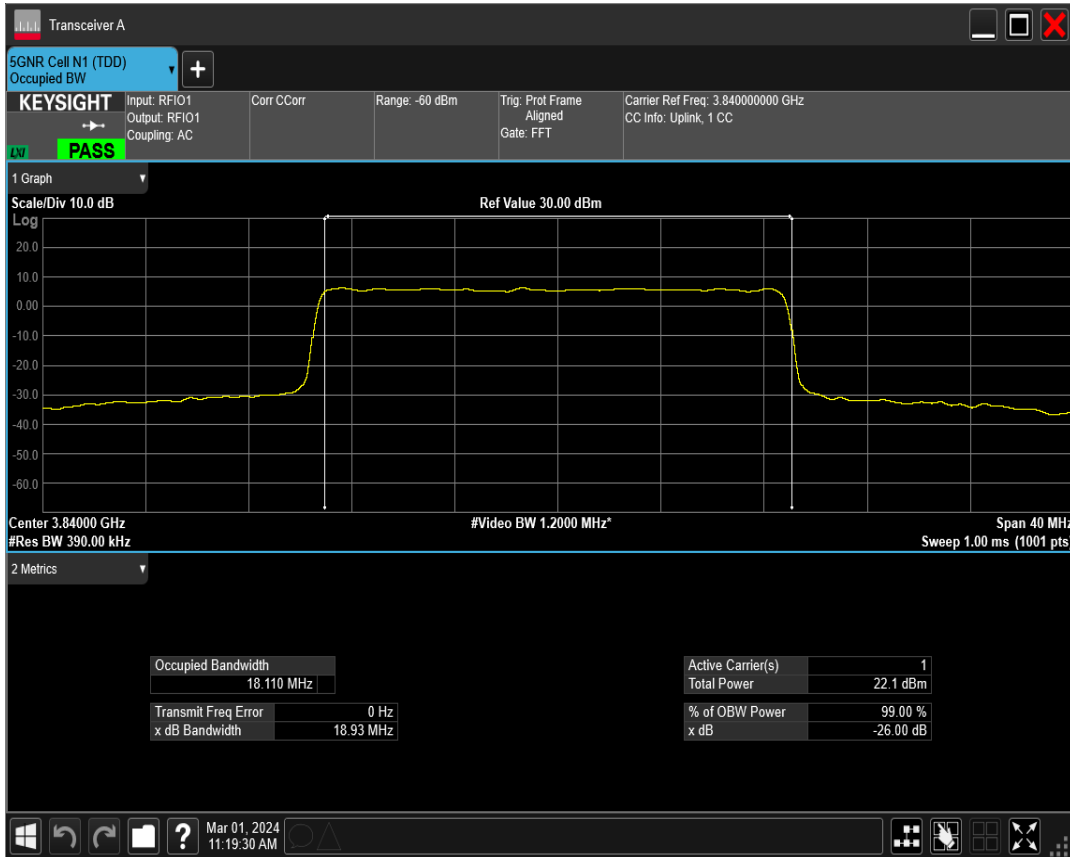 Transceiver A
5GNR Cell N1 (TDD)
Occupied BW
+
KEYSIGHT
LXI
PASS
Input: RFIO1
Output: RFIO1
Coupling: AC
Corr CCorr
Range: -60 dBm
Trig: Prot Frame
Aligned
Gate: FFT
Carrier Ref Freq: 3.840000000 GHz
CC Info: Uplink, 1 CC
1 Graph
Scale/Div 10.0 dB
Ref Value 30.00 dBm
Log
20.0
10.0
0.00
-10.0
-20.0
-30.0
-40.0
-50.0
-60.0
Center 3.84000 GHz
#Video BW 1.2000 MHz*
Span 40 MHz
#Res BW 390.00 kHz
Sweep 1.00 ms (1001 pts)
2 Metrics
Occupied Bandwidth
18.110 MHz
Transmit Freq Error 0 Hz
x dB Bandwidth 18.93 MHz
Active Carrier(s) 1
Total Power 22.1 dBm
% of OBW Power 99.00 %
x dB -26.00 dB
?
Mar 01, 2024
11:19:30 AM